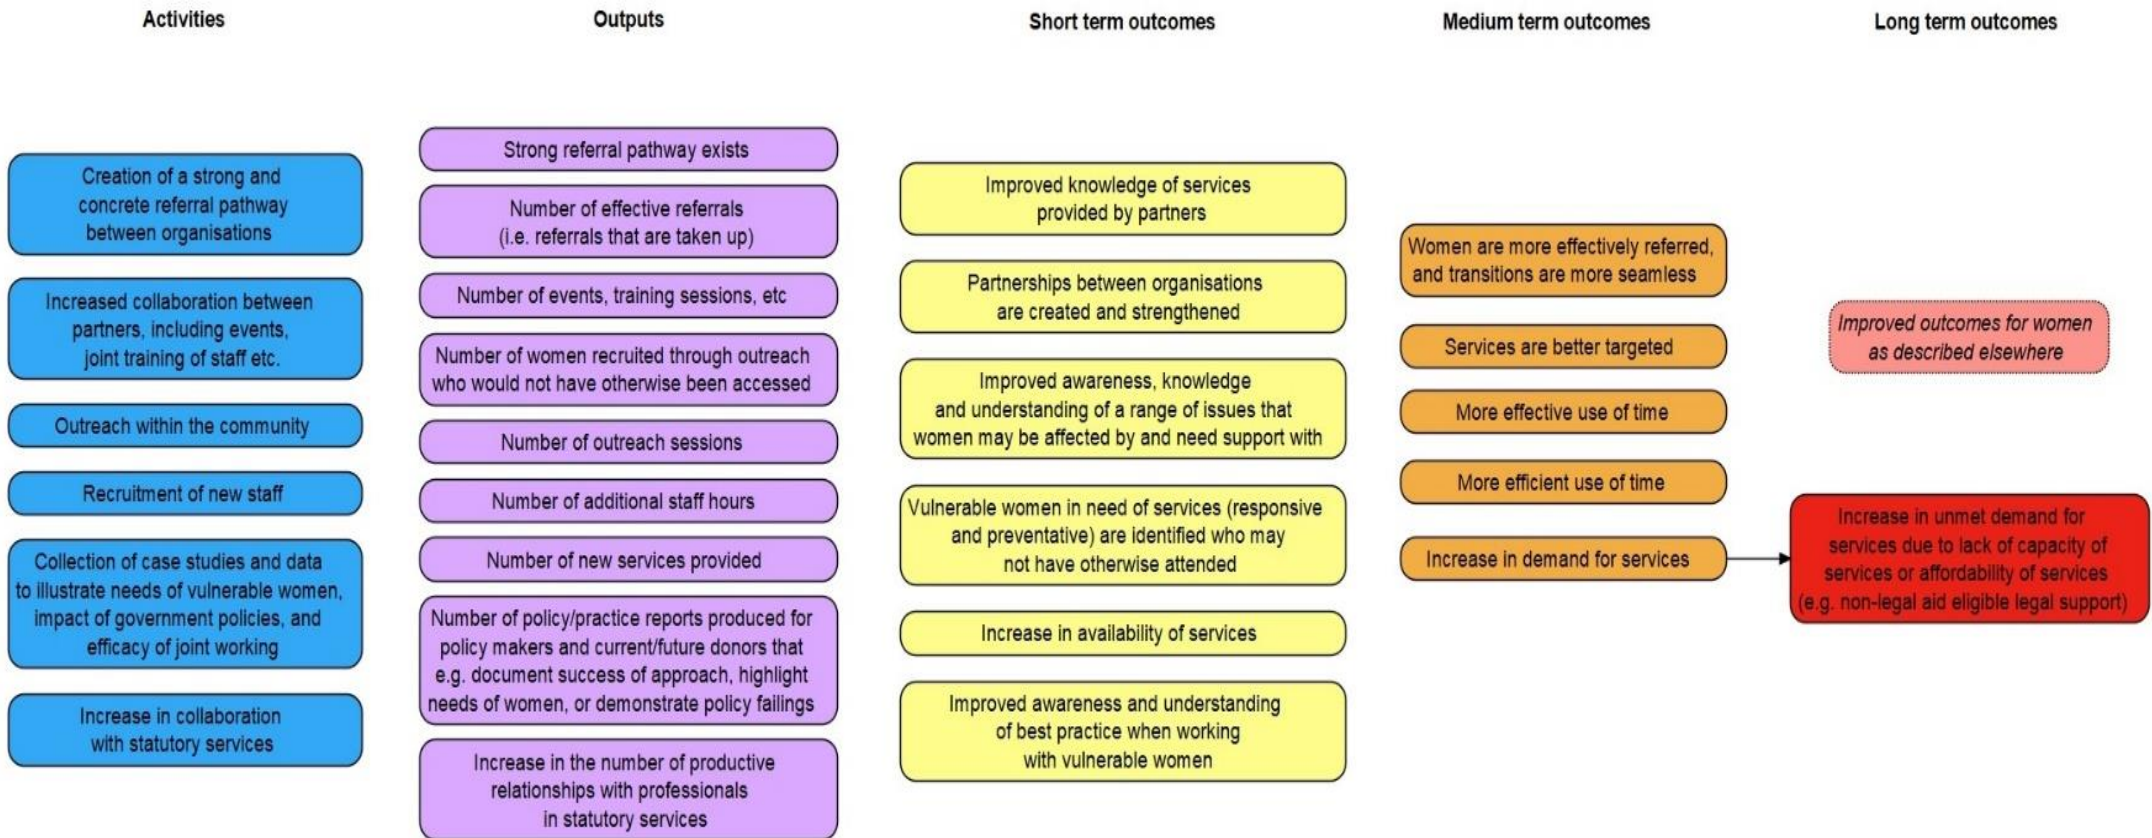 Activities
Outputs
Short term outcomes
Medium term outcomes
Long term outcomes
Creation of a strong and
concrete referral pathway
between organisations
Increased collaboration between
partners, including events,
joint training of staff etc.
Outreach within the community
Recruitment of new staff
Collection of case studies and data
to illustrate needs of vulnerable women,
impact of government policies, and
efficacy of joint working
Increase in collaboration
with statutory services
Strong referral pathway exists
Number of effective referrals
(i.e. referrals that are taken up)
Number of events, training sessions, etc
Number of women recruited through outreach
who would not have otherwise been accessed
Number of outreach sessions
Number of additional staff hours
Number of new services provided
Number of policy/practice reports produced for
policy makers and current/future donors that
e.g. document success of approach, highlight
needs of women, or demonstrate policy failings
Increase in the number of productive
relationships with professionals
in statutory services
Improved knowledge of services
provided by partners
Partnerships between organisations
are created and strengthened
Improved awareness, knowledge
and understanding of a range of issues that
women may be affected by and need support with
Vulnerable women in need of services (responsive
and preventative) are identified who may
not have otherwise attended
Increase in availability of services
Improved awareness and understanding
of best practice when working
with vulnerable women
Women are more effectively referred,
and transitions are more seamless
Services are better targeted
More effective use of time
More efficient use of time
Increase in demand for services
Improved outcomes for women
as described elsewhere
Increase in unmet demand for
services due to lack of capacity of
services or affordability of services
(e.g. non-legal aid eligible legal support)